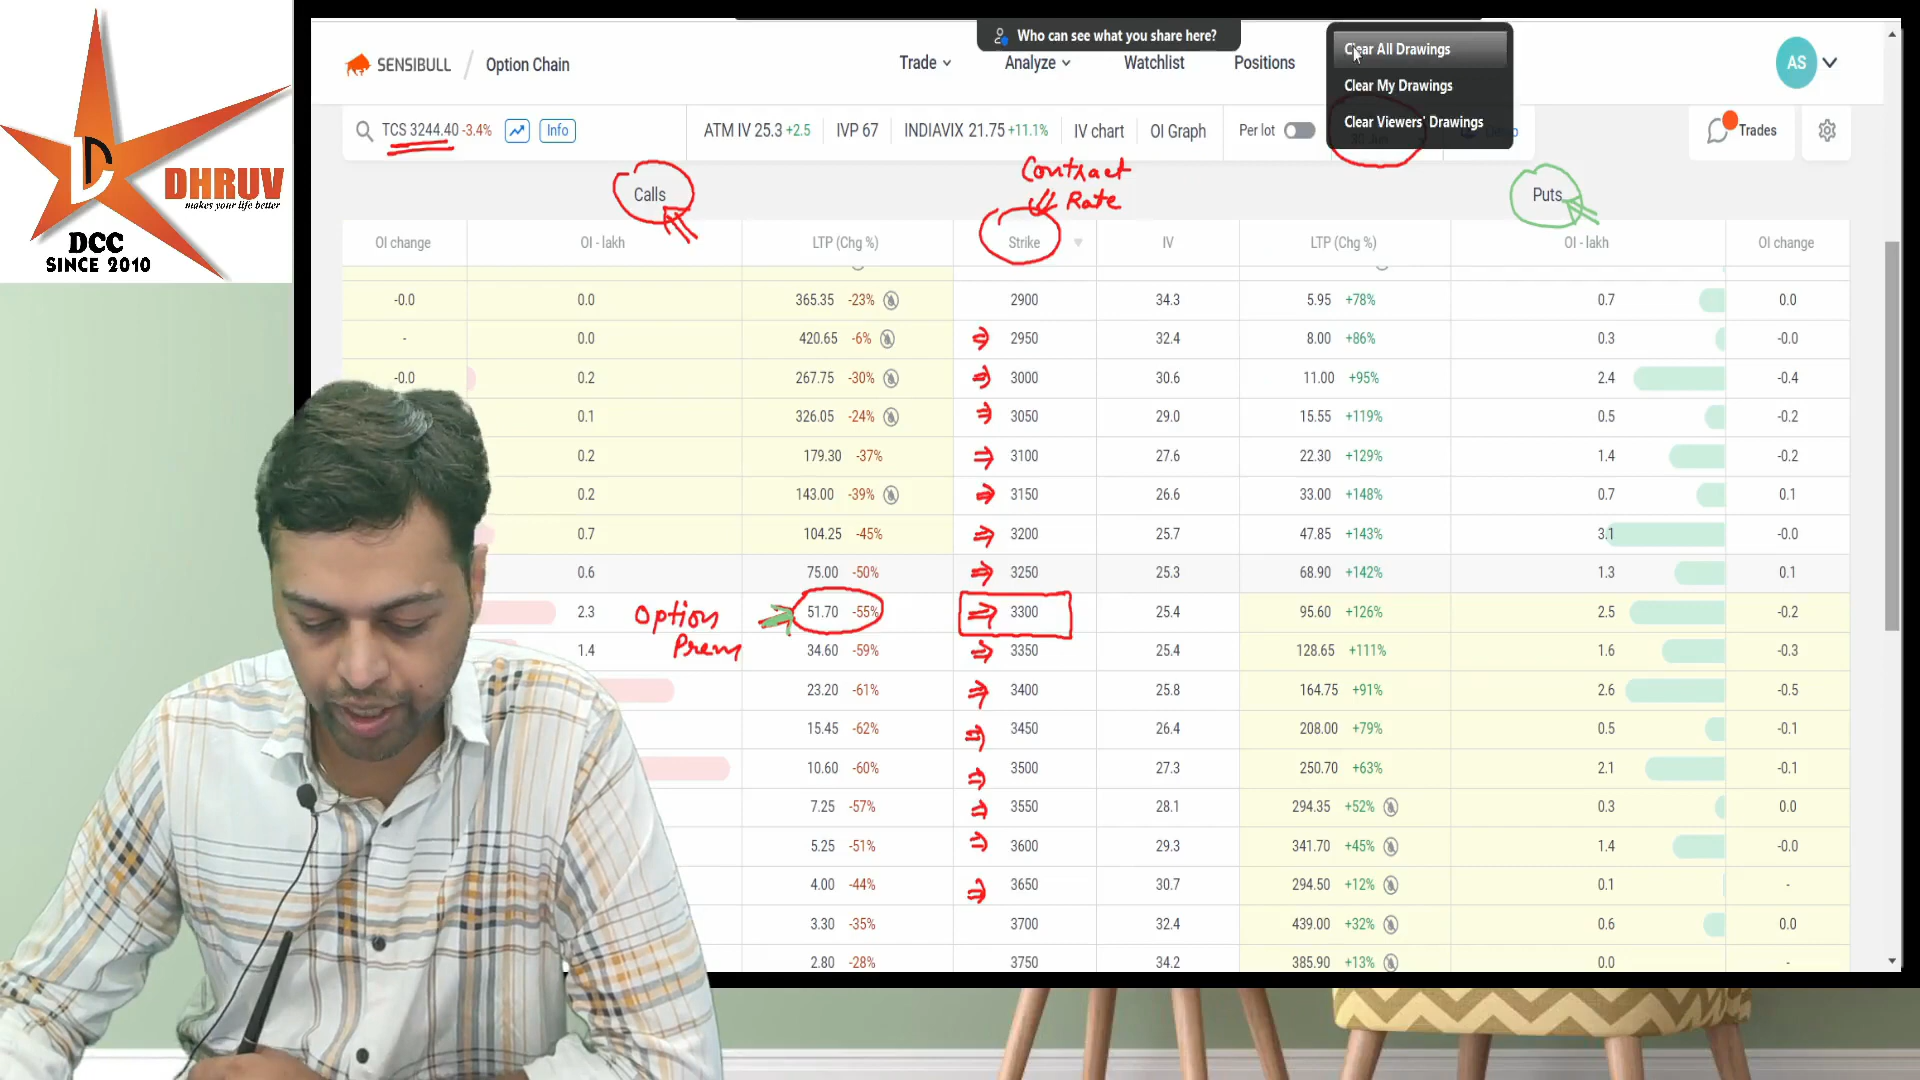 Who can see what you share here?
Clear All Drawings
Clear My Drawings
Clear Viewers' Drawings
SENSIBULL / Option Chain
Trade
Analyze
Watchlist
Positions
AS
TCS 3244.40 -3.4%
Info
ATM IV 25.3 +2.5
IVP 67
INDIAVIX 21.75 +11.1%
IV chart
OI Graph
Per lot
Trades
D
DHRUV
makes your life better
DCC
SINCE 2010
Contract
Rate
Calls
Puts
OI change OI - lakh LTP (Chg %) Strike IV LTP (Chg %) OI - lakh OI change
-0.0 0.0 365.35 -23% 2900 34.3 5.95 +78% 0.7 0.0
- 0.0 420.65 -6% 2950 32.4 8.00 +86% 0.3 -0.0
-0.0 0.2 267.75 -30% 3000 30.6 11.00 +95% 2.4 -0.4
0.1 326.05 -24% 3050 29.0 15.55 +119% 0.5 -0.2
0.2 179.30 -37% 3100 27.6 22.30 +129% 1.4 -0.2
0.2 143.00 -39% 3150 26.6 33.00 +148% 0.7 0.1
0.7 104.25 -45% 3200 25.7 47.85 +143% 3.1 -0.0
0.6 75.00 -50% 3250 25.3 68.90 +142% 1.3 0.1
2.3 51.70 -55% 3300 25.4 95.60 +126% 2.5 -0.2
Option
Prem
1.4 34.60 -59% 3350 25.4 128.65 +111% 1.6 -0.3
23.20 -61% 3400 25.8 164.75 +91% 2.6 -0.5
15.45 -62% 3450 26.4 208.00 +79% 0.5 -0.1
10.60 -60% 3500 27.3 250.70 +63% 2.1 -0.1
7.25 -57% 3550 28.1 294.35 +52% 0.3 0.0
5.25 -51% 3600 29.3 341.70 +45% 1.4 -0.0
4.00 -44% 3650 30.7 294.50 +12% 0.1 -
3.30 -35% 3700 32.4 439.00 +32% 0.6 0.0
2.80 -28% 3750 34.2 385.90 +13% 0.0 -